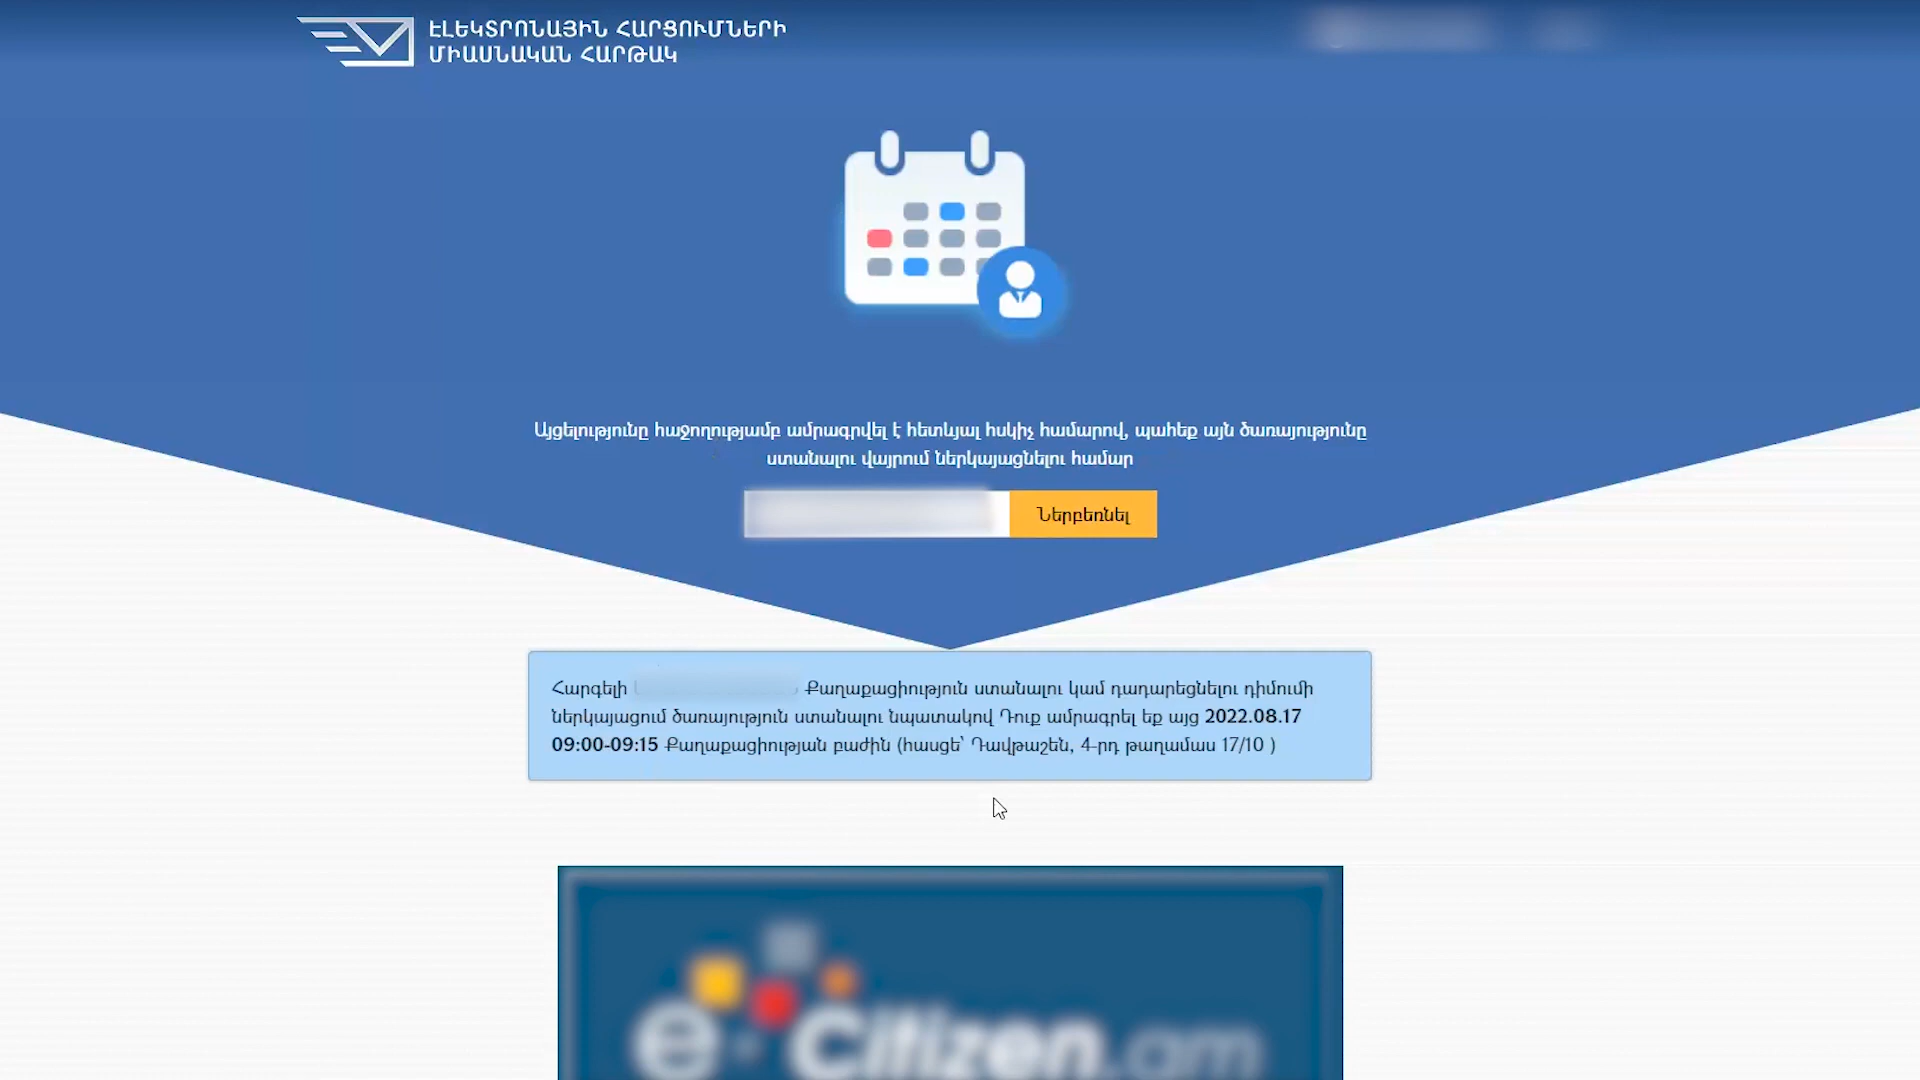 ԷԼԵԿՏՐՈՆԱՅԻՆ ՀԱՐՑՈՒՄՆԵՐԻ
ՄԻԱՍՆԱԿԱՆ ՀԱՐԹԱԿ
Այցելությունը հաջողությամբ ամրագրվել է հետևյալ հսկիչ համարով, պահեք այն ծառայությունը
ստանալու վայրում ներկայացնելու համար
Ներբեռնել
Հարգելի Քաղաքացիություն ստանալու կամ դադարեցնելու դիմումի
ներկայացում ծառայություն ստանալու նպատակով Դուք ամրագրել եք այց 2022.08.17
09:00-09:15 Քաղաքացիության բաժին (հասցե՝ Դավթաշեն, 4-րդ թաղամաս 17/10 )
e-Citizen.am